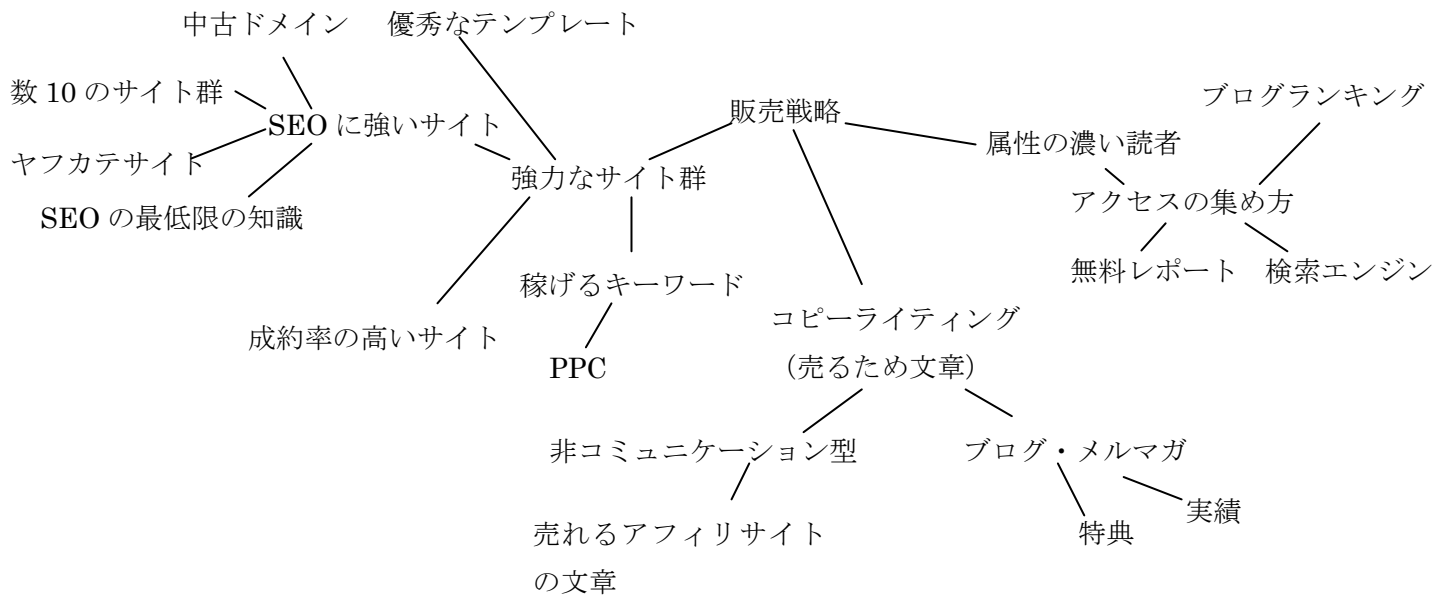 中古ドメイン
優秀なテンプレート
数 10 のサイト群
ブログランキング
販売戦略
SEO に強いサイト
属性の濃い読者
ヤフカテサイト
強力なサイト群
アクセスの集め方
SEO の最低限の知識
無料レポート
検索エンジン
稼げるキーワード
コピーライティング
成約率の高いサイト
PPC
（売るため文章）
非コミュニケーション型
ブログ・メルマガ
実績
売れるアフィリサイト
特典
の文章